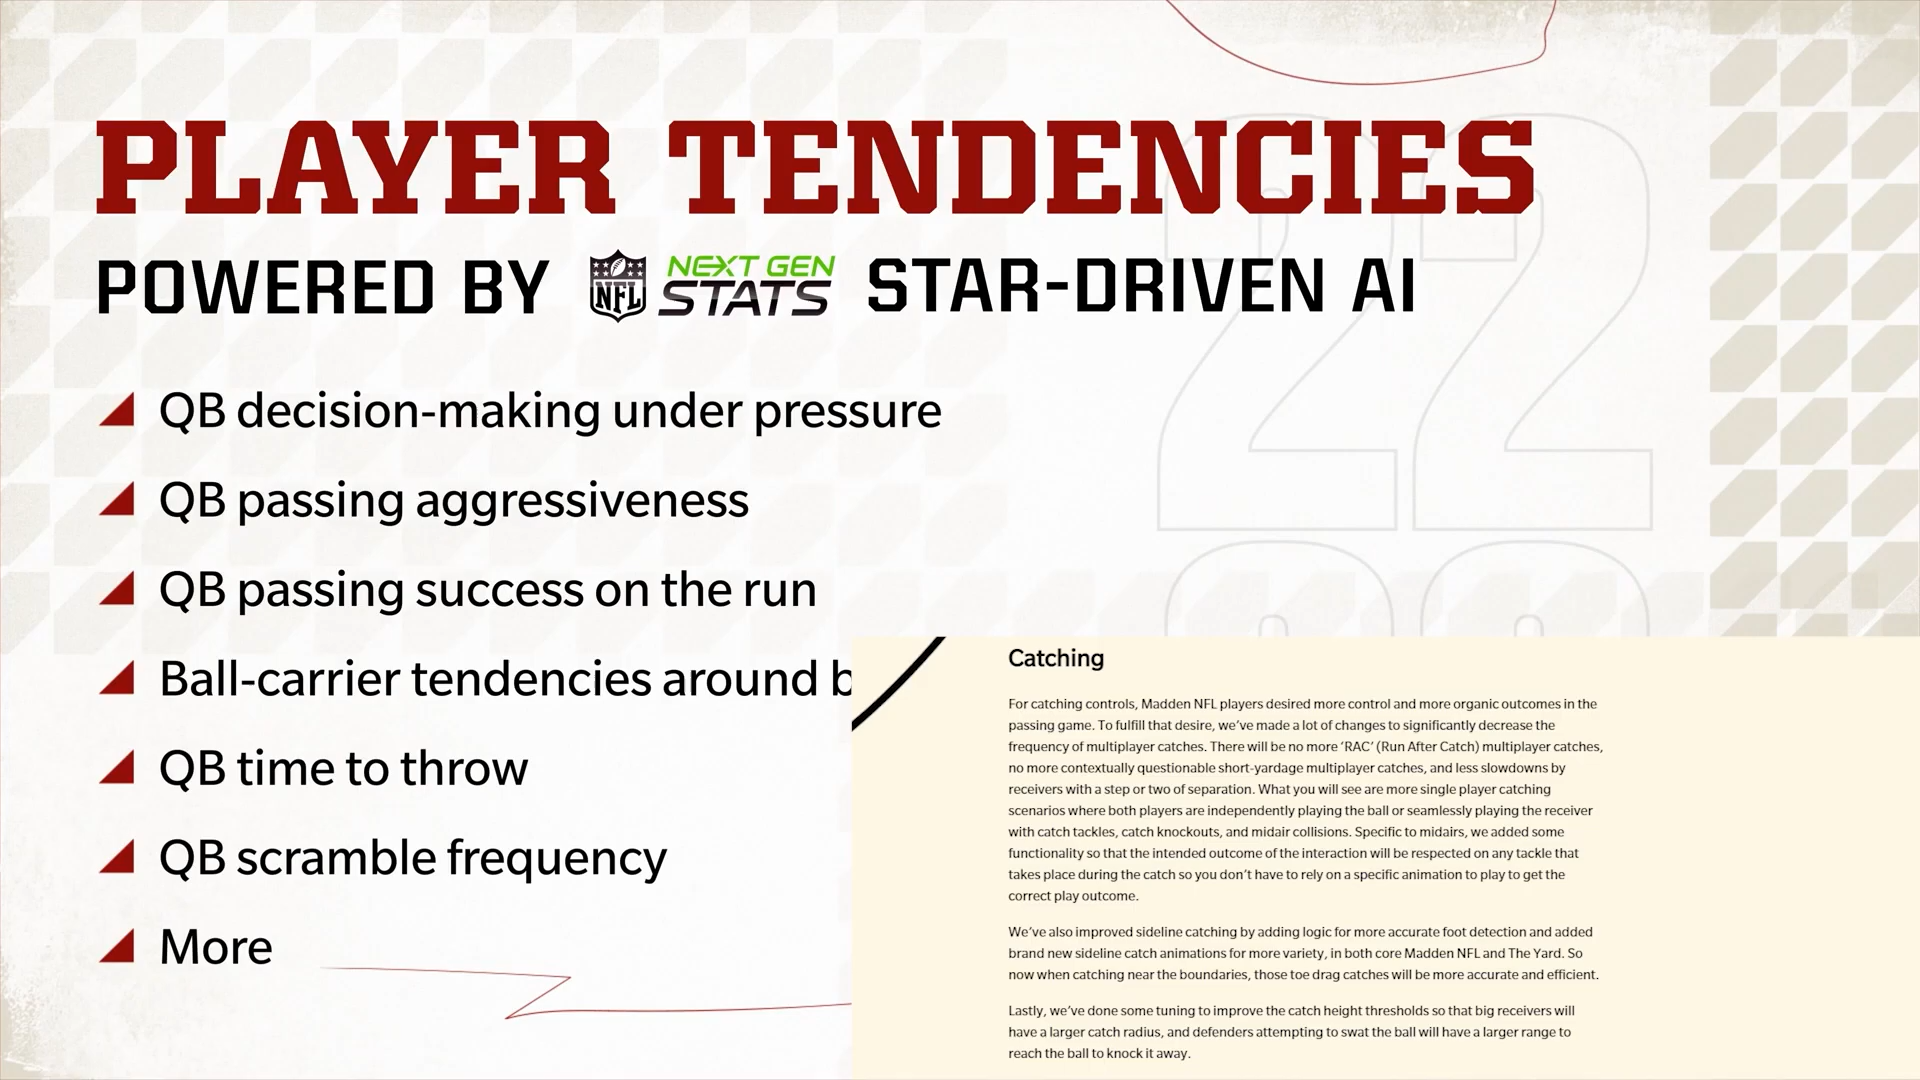 PLAYER TENDENCIES
POWERED BY NFL NEXT GEN STATS STAR-DRIVEN AI
22
QB decision-making under pressure
QB passing aggressiveness
QB passing success on the run
Ball-carrier tendencies around b
QB time to throw
QB scramble frequency
More
Catching
For catching controls, Madden NFL players desired more control and more organic outcomes in the
passing game. To fulfill that desire, we've made a lot of changes to significantly decrease the
frequency of multiplayer catches. There will be no more 'RAC' (Run After Catch) multiplayer catches,
no more contextually questionable short-yardage multiplayer catches, and less slowdowns by
receivers with a step or two of separation. What you will see are more single player catching
scenarios where both players are independently playing the ball or seamlessly playing the receiver
with catch tackles, catch knockouts, and midair collisions. Specific to midairs, we added some
functionality so that the intended outcome of the interaction will be respected on any tackle that
takes place during the catch so you don't have to rely on a specific animation to play to get the
correct play outcome.
We've also improved sideline catching by adding logic for more accurate foot detection and added
brand new sideline catch animations for more variety, in both core Madden NFL and The Yard. So
now when catching near the boundaries, those toe drag catches will be more accurate and efficient.
Lastly, we've done some tuning to improve the catch height thresholds so that big receivers will
have a larger catch radius, and defenders attempting to swat the ball will have a larger range to
reach the ball to knock it away.